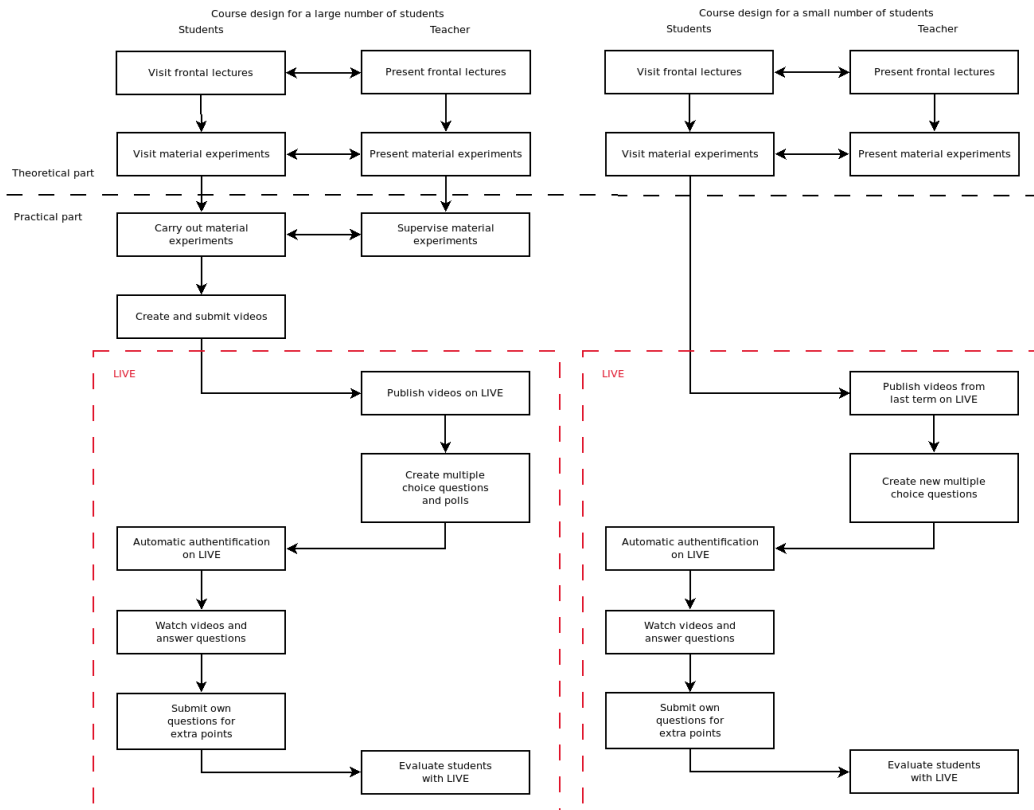 Course design for a large number of students
Students
Teacher
Visit frontal lectures
Present frontal lectures
Visit material experiments
Present material experiments
Theoretical part
Practical part
Carry out material
experiments
Supervise material
experiments
Create and submit videos
LIVE
Publish videos on LIVE
Create multiple
choice questions
and polls
Automatic authentification
on LIVE
Watch videos and
answer questions
Submit own
questions for
extra points
Evaluate students
with LIVE
Course design for a small number of students
Students
Teacher
Visit frontal lectures
Present frontal lectures
Visit material experiments
Present material experiments
LIVE
Publish videos from
last term on LIVE
Create new multiple
choice questions
Automatic authentification
on LIVE
Watch videos and
answer questions
Submit own
questions for
extra points
Evaluate students
with LIVE